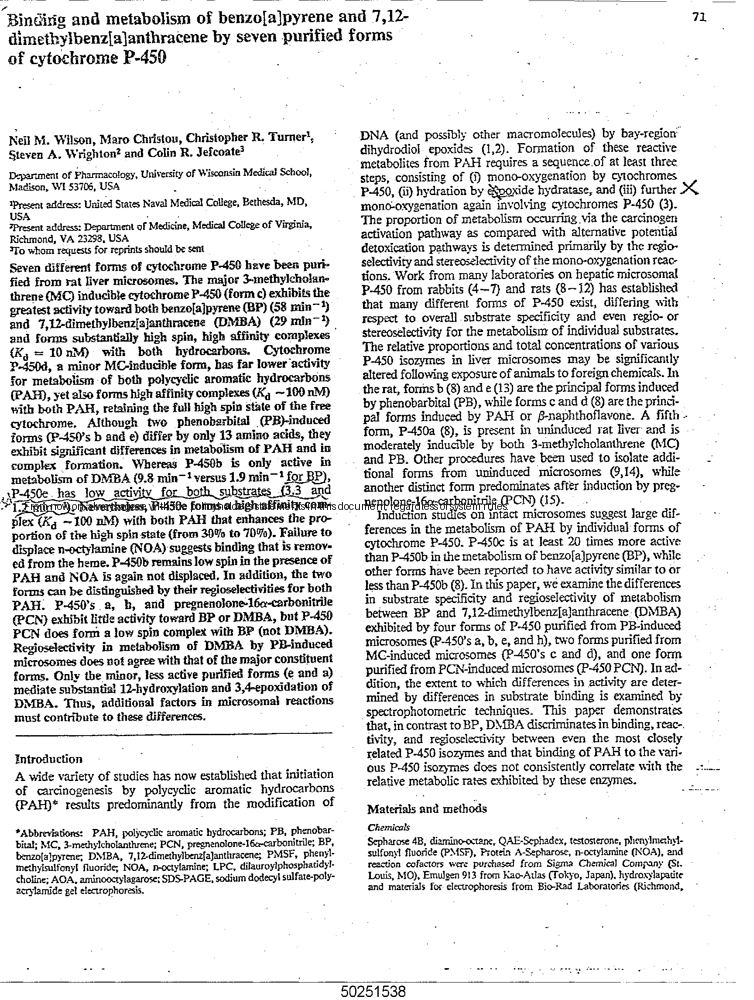 Binding and metabolism of benzo[a]pyrene and 7,12-
dimethylbenz[a]anthracene by seven purified forms
of cytochrome P-450
71
Neil M. Wilson, Maro Christou, Christopher R. Turner¹,
Steven A. Wrighton² and Colin R. Jefcoate³
Department of Pharmacology, University of Wisconsin Medical School,
Madison, WI 53706, USA
¹Present address: United States Naval Medical College, Bethesda, MD,
USA
²Present address: Department of Medicine, Medical College of Virginia,
Richmond, VA 23298, USA
³To whom requests for reprints should be sent
Seven different forms of cytochrome P-450 have been puri-
fied from rat liver microsomes. The major 3-methylcholan-
threne (MC) inducible cytochrome P-450 (form c) exhibits the
greatest activity toward both benzo[a]pyrene (BP) (58 min⁻¹)
and 7,12-dimethylbenz[a]anthracene (DMBA) (29 min⁻¹)
and forms substantially high spin, high affinity complexes
(Kd = 10 nM) with both hydrocarbons. Cytochrome
P-450d, a minor MC-inducible form, has far lower activity
for metabolism of both polycyclic aromatic hydrocarbons
(PAH), yet also forms high affinity complexes (Kd ~100 nM)
with both PAH, retaining the full high spin state of the free
cytochrome. Although two phenobarbital (PB)-induced
forms (P-450's b and e) differ by only 13 amino acids, they
exhibit significant differences in metabolism of PAH and in
complex formation. Whereas P-450b is only active in
metabolism of DMBA (9.8 min⁻¹ versus 1.9 min⁻¹ for BP),
P-450e has low activity for both substrates (3.3 and
Nevertheless, P-450e forms a high affinity com-
plex (Kd ~100 nM) with both PAH that enhances the pro-
portion of the high spin state (from 30% to 70%). Failure to
displace n-octylamine (NOA) suggests binding that is remov-
ed from the heme. P-450b remains low spin in the presence of
PAH and NOA is again not displaced. In addition, the two
forms can be distinguished by their regioselectivities for both
PAH. P-450's a, h, and pregnenolone-16α-carbonitrile
(PCN) exhibit little activity toward BP or DMBA, but P-450
PCN does form a low spin complex with BP (not DMBA).
Regioselectivity in metabolism of DMBA by PB-induced
microsomes does not agree with that of the major constituent
forms. Only the minor, less active purified forms (e and a)
mediate substantial 12-hydroxylation and 3,4-epoxidation of
DMBA. Thus, additional factors in microsomal reactions
must contribute to these differences.
Introduction
A wide variety of studies has now established that initiation
of carcinogenesis by polycyclic aromatic hydrocarbons
(PAH)* results predominantly from the modification of
*Abbreviations: PAH, polycyclic aromatic hydrocarbons; PB, phenobar-
bital; MC, 3-methylcholanthrene; PCN, pregnenolone-16α-carbonitrile; BP,
benzo[a]pyrene; DMBA, 7,12-dimethylbenz[a]anthracene; PMSF, phenyl-
methylsulfonyl fluoride; NOA, n-octylamine; LPC, dilauroylphosphatidyl-
choline; AOA, aminooctylagarose; SDS-PAGE, sodium dodecyl sulfate-poly-
acrylamide gel electrophoresis.
DNA (and possibly other macromolecules) by bay-region
dihydrodiol epoxides (1,2). Formation of these reactive
metabolites from PAH requires a sequence of at least three
steps, consisting of (i) mono-oxygenation by cytochromes
P-450, (ii) hydration by epoxide hydratase, and (iii) further
mono-oxygenation again involving cytochromes P-450 (3).
The proportion of metabolism occurring via the carcinogen
activation pathway as compared with alternative potential
detoxication pathways is determined primarily by the regio-
selectivity and stereoselectivity of the mono-oxygenation reac-
tions. Work from many laboratories on hepatic microsomal
P-450 from rabbits (4-7) and rats (8-12) has established
that many different forms of P-450 exist, differing with
respect to overall substrate specificity and even regio- or
stereoselectivity for the metabolism of individual substrates.
The relative proportions and total concentrations of various
P-450 isozymes in liver microsomes may be significantly
altered following exposure of animals to foreign chemicals. In
the rat, forms b (8) and e (13) are the principal forms induced
by phenobarbital (PB), while forms c and d (8) are the princi-
pal forms induced by PAH or β-naphthoflavone. A fifth
form, P-450a (8), is present in uninduced rat liver and is
moderately inducible by both 3-methylcholanthrene (MC)
and PB. Other procedures have been used to isolate addi-
tional forms from uninduced microsomes (9,14), while
another distinct form predominates after induction by preg-
nenolone-16α-carbonitrile (PCN) (15).
Induction studies on intact microsomes suggest large dif-
ferences in the metabolism of PAH by individual forms of
cytochrome P-450. P-450c is at least 20 times more active
than P-450b in the metabolism of benzo[a]pyrene (BP), while
other forms have been reported to have activity similar to or
less than P-450b (8). In this paper, we examine the differences
in substrate specificity and regioselectivity of metabolism
between BP and 7,12-dimethylbenz[a]anthracene (DMBA)
exhibited by four forms of P-450 purified from PB-induced
microsomes (P-450's a, b, e, and h), two forms purified from
MC-induced microsomes (P-450's c and d), and one form
purified from PCN-induced microsomes (P-450 PCN). In ad-
dition, the extent to which differences in activity are deter-
mined by differences in substrate binding is examined by
spectrophotometric techniques. This paper demonstrates
that, in contrast to BP, DMBA discriminates in binding, reac-
tivity, and regioselectivity between even the most closely
related P-450 isozymes and that binding of PAH to the vari-
ous P-450 isozymes does not consistently correlate with the
relative metabolic rates exhibited by these enzymes.
Materials and methods
Chemicals
Sepharose 4B, diamino-octane, QAE-Sephadex, testosterone, phenylmethyl-
sulfonyl fluoride (PMSF), Protein A-Sepharose, n-octylamine (NOA), and
reaction cofactors were purchased from Sigma Chemical Company (St.
Louis, MO), Emulgen 913 from Kao-Atlas (Tokyo, Japan), hydroxylapatite
and materials for electrophoresis from Bio-Rad Laboratories (Richmond,
50251538